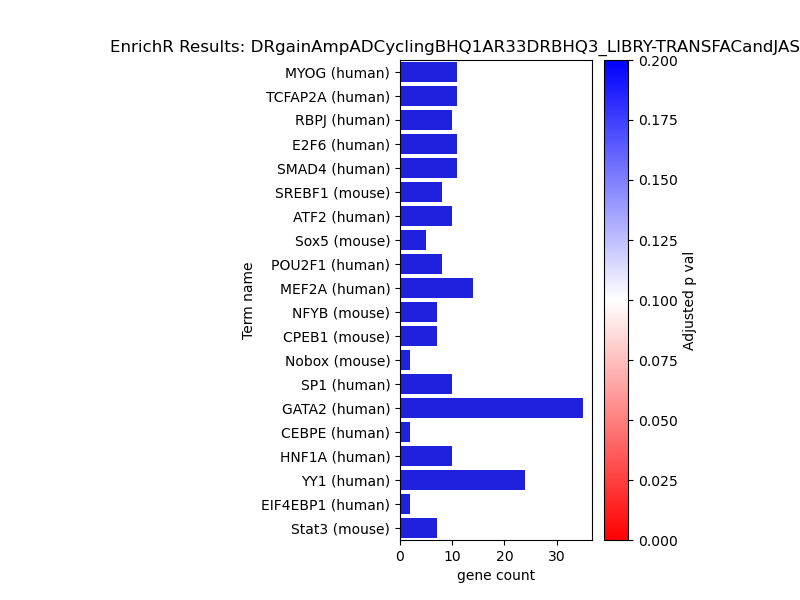 EnrichR Results: DRgainAmpADCyclingBHQ1AR33DRBHQ3_LIBRY-TRANSFACandJAS
MYOG (human)
TCFAP2A (human)
RBPJ (human)
E2F6 (human)
SMAD4 (human)
SREBF1 (mouse)
ATF2 (human)
Sox5 (mouse)
POU2F1 (human)
MEF2A (human)
NFYB (mouse)
CPEB1 (mouse)
Nobox (mouse)
SP1 (human)
GATA2 (human)
CEBPE (human)
HNF1A (human)
YY1 (human)
EIF4EBP1 (human)
Stat3 (mouse)
Term name
0 10 20 30
gene count
0.200
0.175
0.150
0.125
0.100
0.075
0.050
0.025
0.000
Adjusted p val